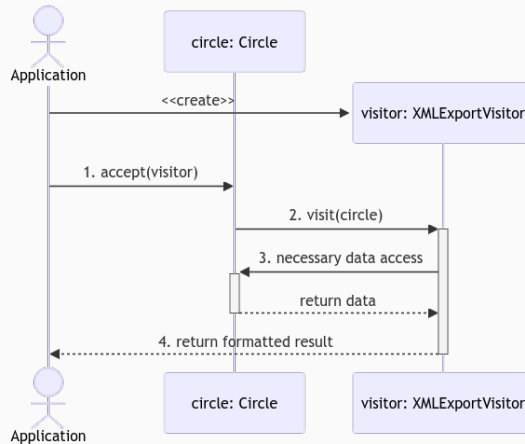 circle: Circle
Application
<<create>>
visitor: XMLExportVisitor
1. accept(visitor)
2. visit(circle)
3. necessary data access
return data
4. return formatted result
circle: Circle
visitor: XMLExportVisitor
Application